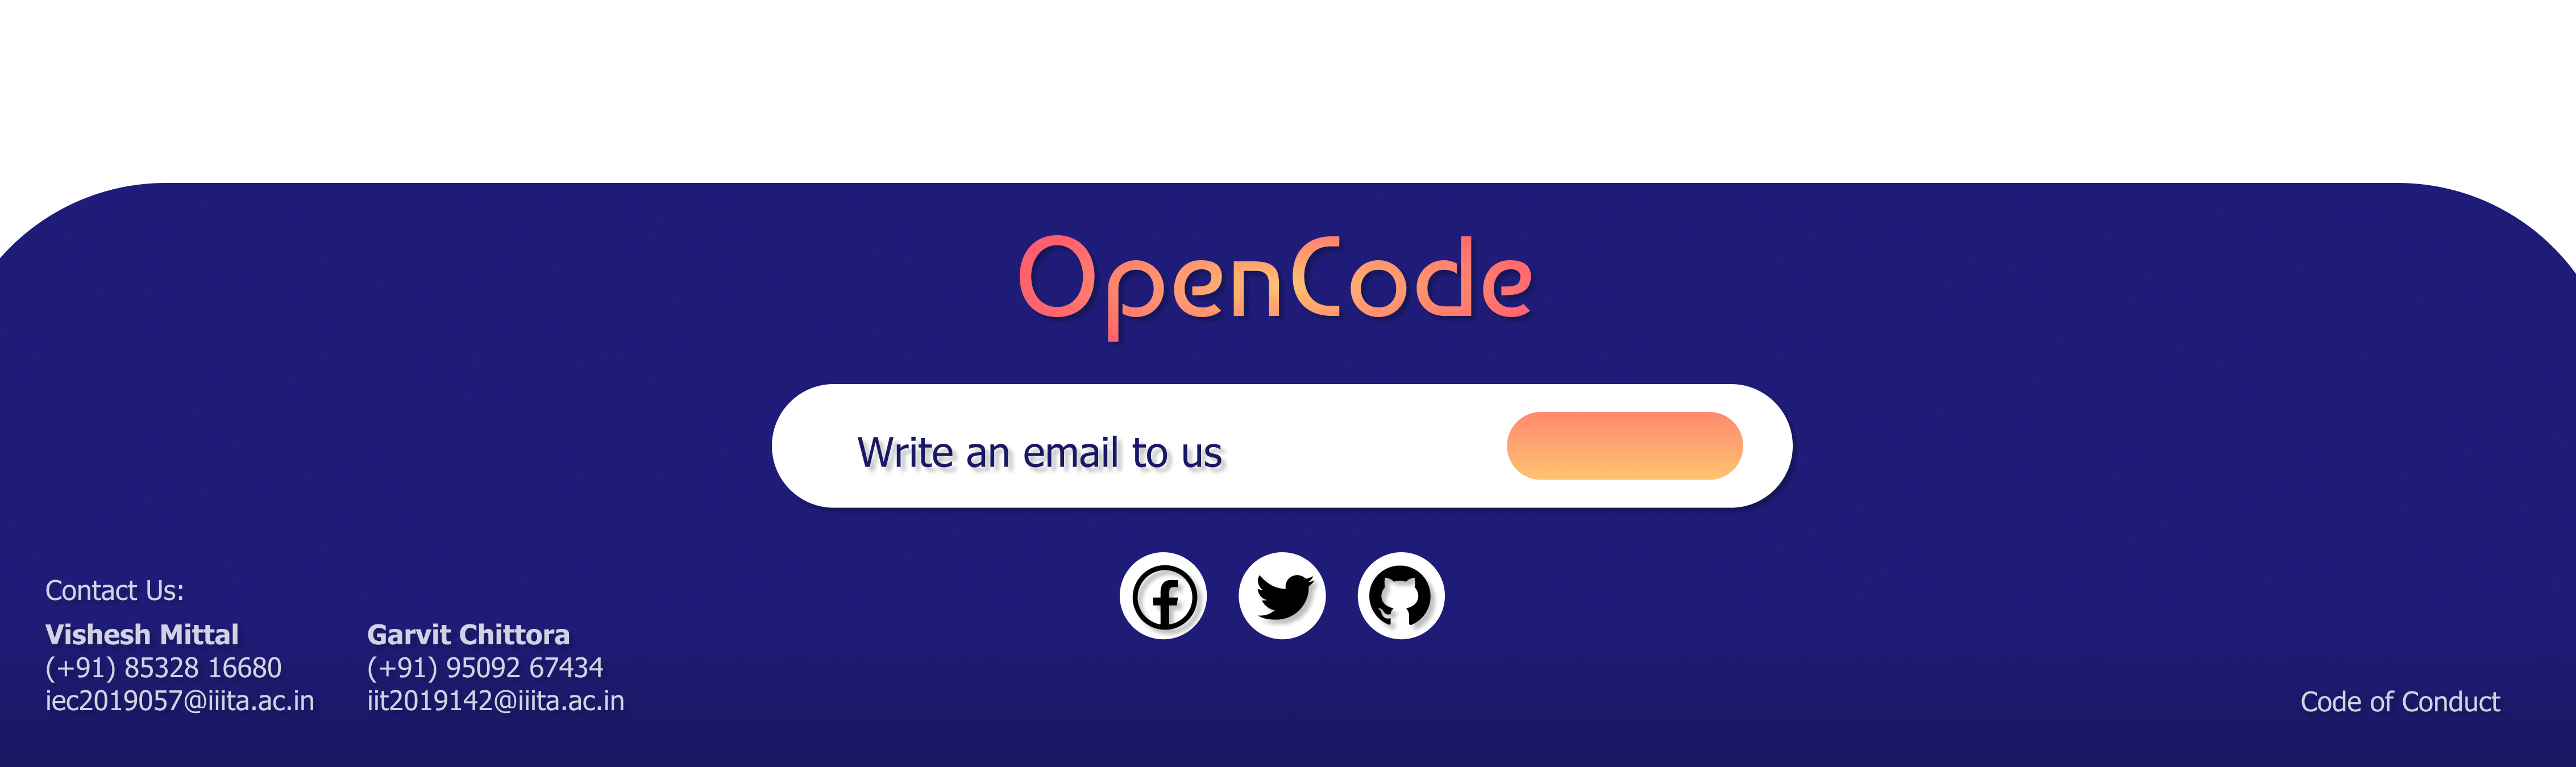 OpenCode
Write an email to us
Contact Us:
Vishesh Mittal
(+91) 85328 16680
iec2019057@iiita.ac.in
Garvit Chittora
(+91) 95092 67434
iit2019142@iiita.ac.in
Code of Conduct